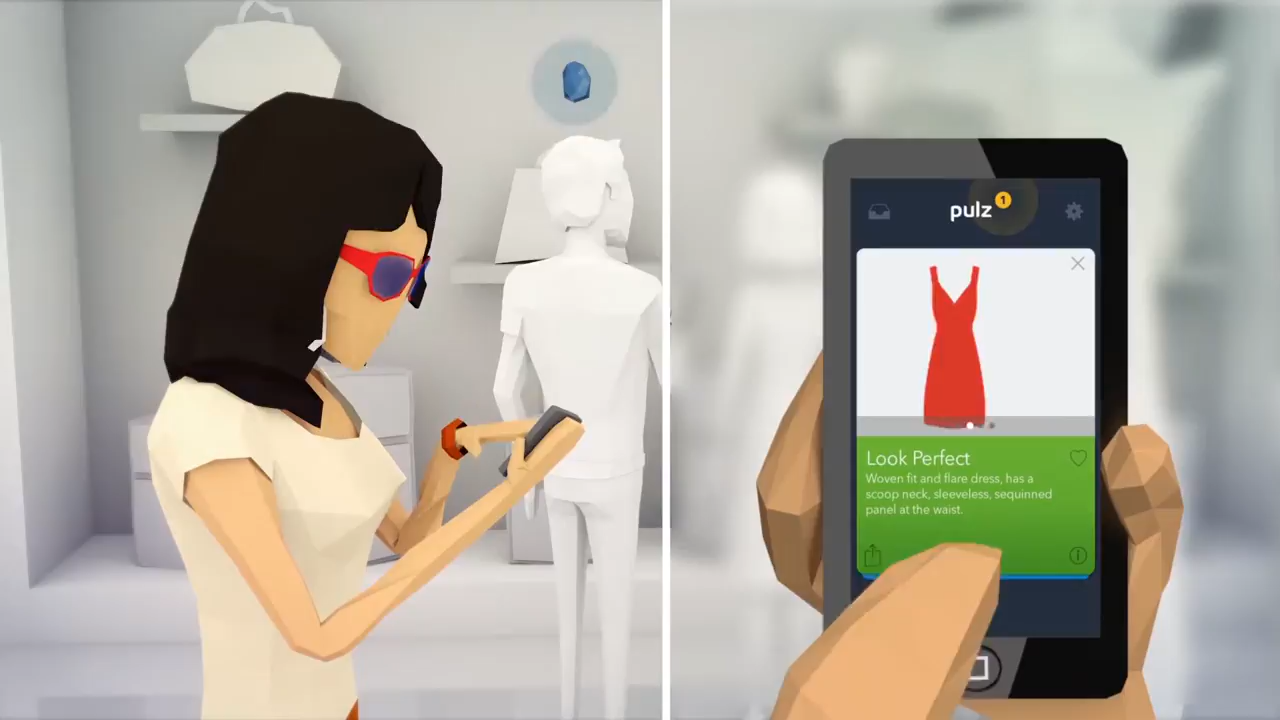 pulz 1
Look Perfect
Woven fit and flare dress, has a
scoop neck, sleeveless, sequinned
panel at the waist.